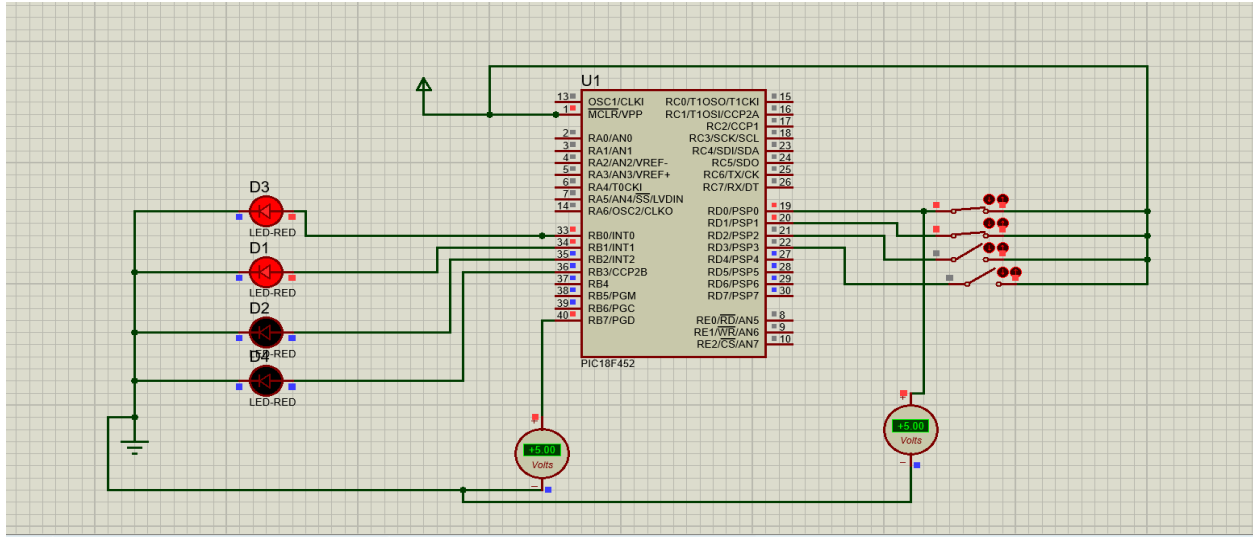 U1
13
OSC1/CLKI
RC0/T1OSO/T1CKI
15
1
MCLR/VPP
RC1/T1OSI/CCP2A
16
RC2/CCP1
17
2
RA0/AN0
RC3/SCK/SCL
18
3
RA1/AN1
RC4/SDI/SDA
23
4
RA2/AN2/VREF-
RC5/SDO
24
5
RA3/AN3/VREF+
RC6/TX/CK
25
6
RA4/T0CKI
RC7/RX/DT
26
7
RA5/AN4/SS/LVDIN
14
RA6/OSC2/CLKO
RD0/PSP0
19
RD1/PSP1
20
33
RB0/INT0
RD2/PSP2
21
34
RB1/INT1
RD3/PSP3
22
35
RB2/INT2
RD4/PSP4
27
36
RB3/CCP2B
RD5/PSP5
28
37
RB4
RD6/PSP6
29
38
RB5/PGM
RD7/PSP7
30
39
RB6/PGC
40
RB7/PGD
RE0/RD/AN5
8
RE1/WR/AN6
9
RE2/CS/AN7
10
PIC18F452
D3
LED-RED
D1
LED-RED
D2
LED-RED
D4
LED-RED
+5.00
Volts
+5.00
Volts